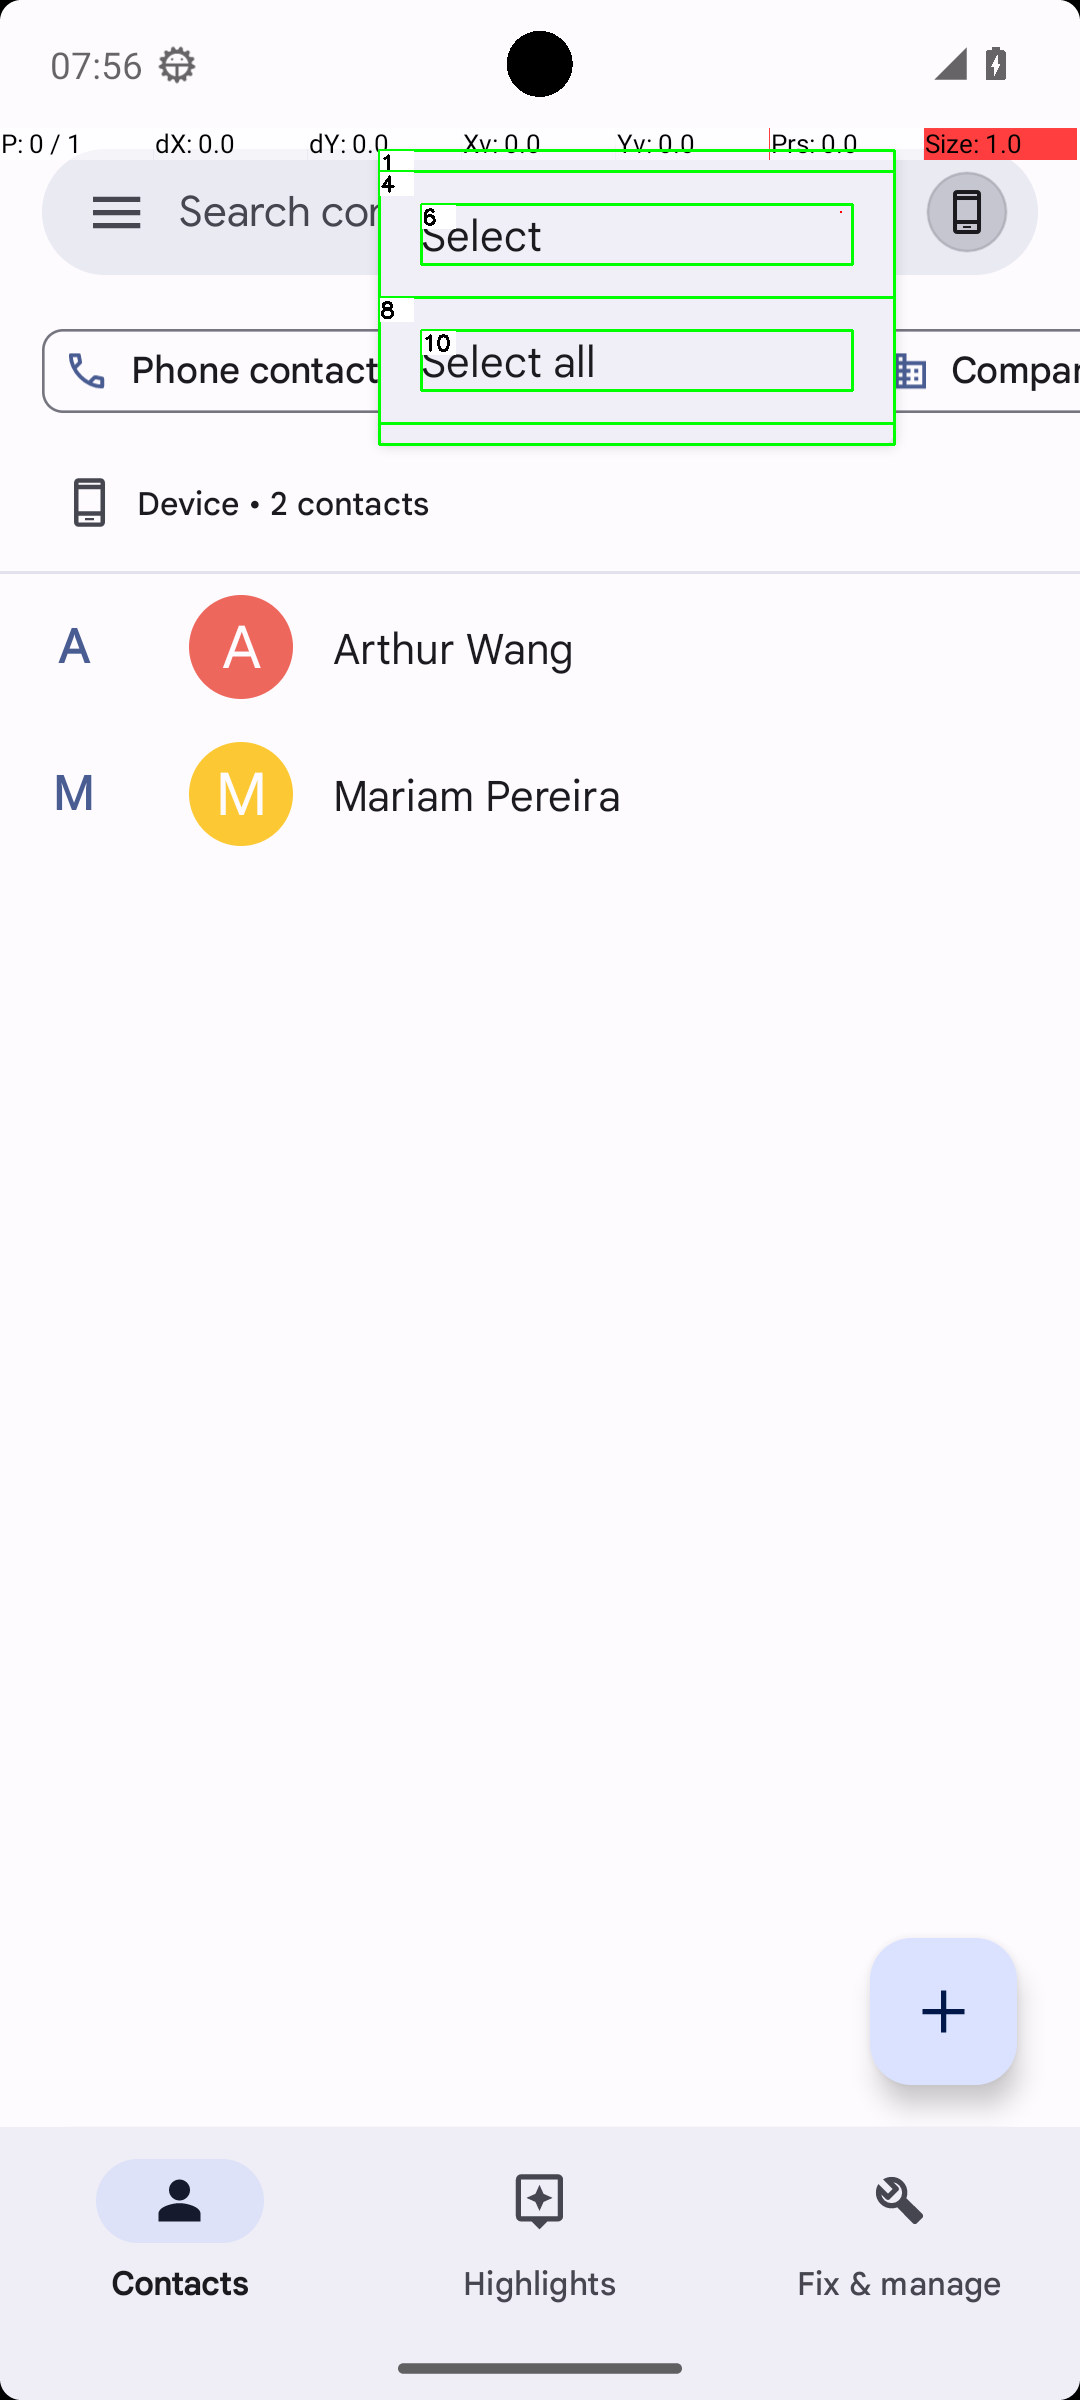 07:56
P: 0 / 1 dX: 0.0 dY: 0.0 Xv: 0.0 Yv: 0.0 Prs: 0.0 Size: 1.0
1
4
Search con
6
Select
8
10
Select all
Phone contact
Compan
Device • 2 contacts
A A Arthur Wang
M M Mariam Pereira
Contacts Highlights Fix & manage